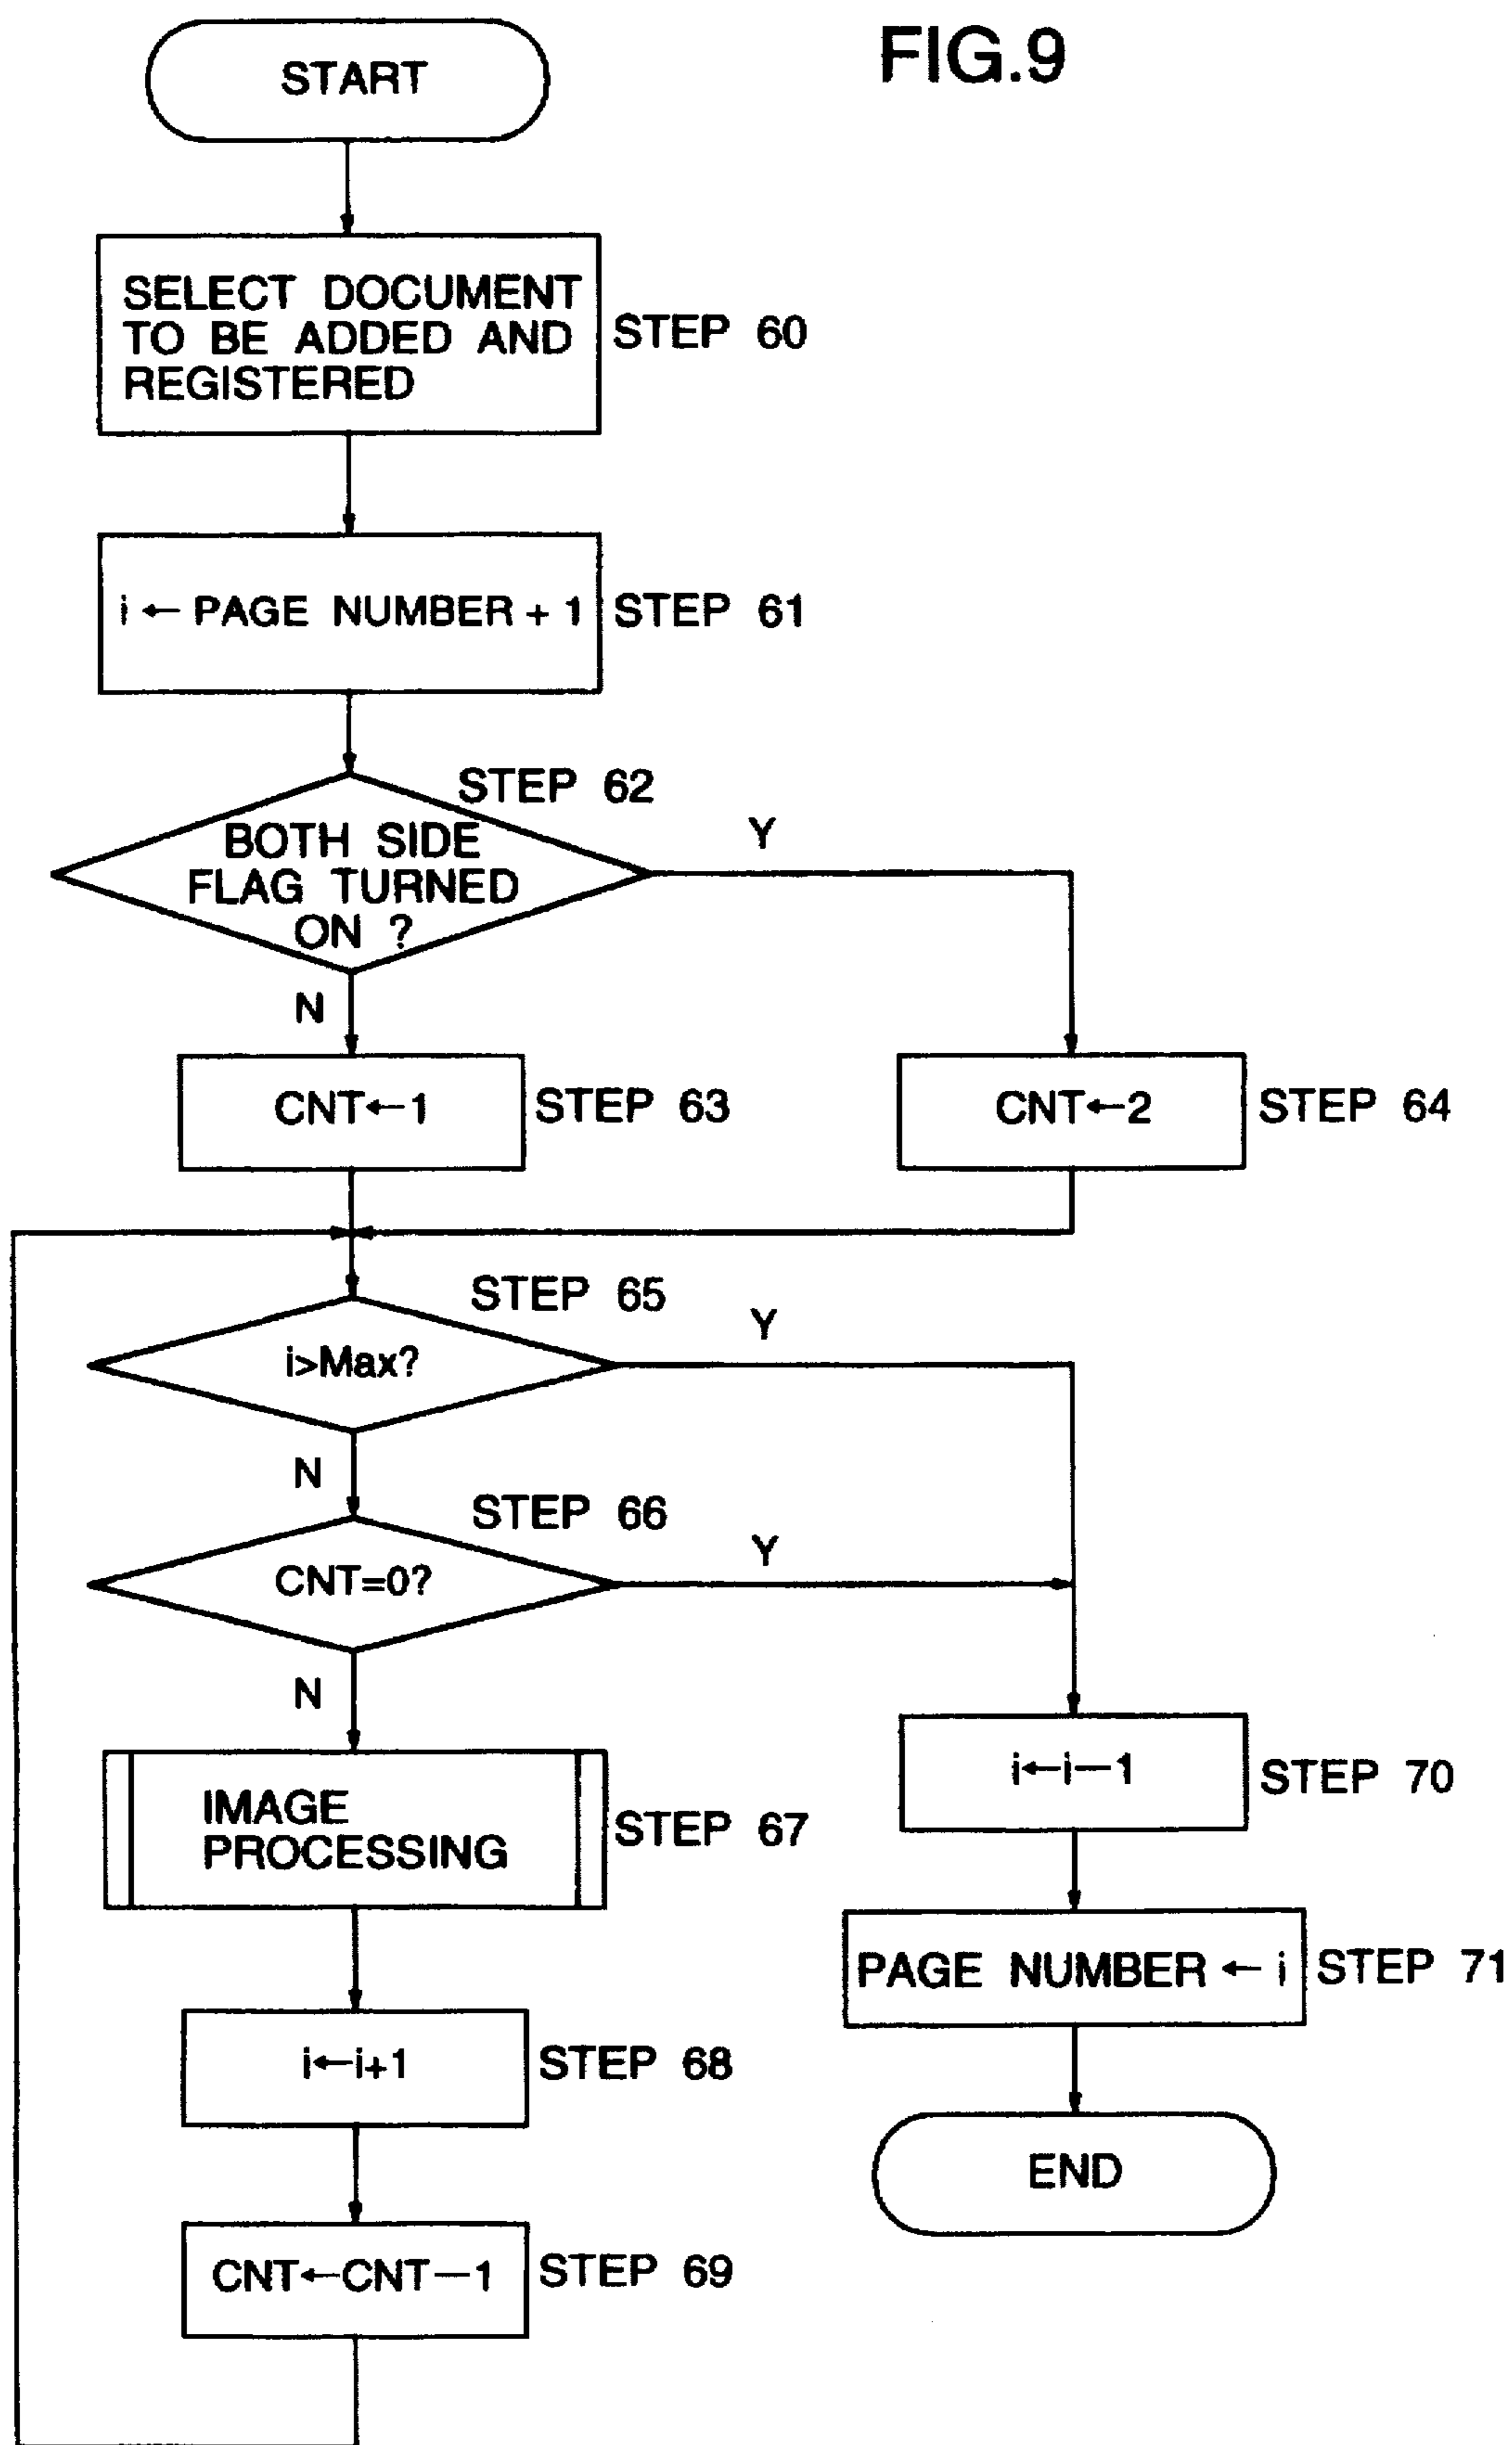 FIG.9
START
SELECT DOCUMENT
TO BE ADDED AND
REGISTERED
STEP 60
i ← PAGE NUMBER + 1
STEP 61
STEP 62
BOTH SIDE
FLAG TURNED
ON ?
Y
N
CNT←1
STEP 63
CNT←2
STEP 64
STEP 65
i>Max?
Y
N
STEP 66
CNT=0?
Y
N
IMAGE
PROCESSING
STEP 67
i←i+1
STEP 68
CNT←CNT—1
STEP 69
i←i—1
STEP 70
PAGE NUMBER ← i
STEP 71
END